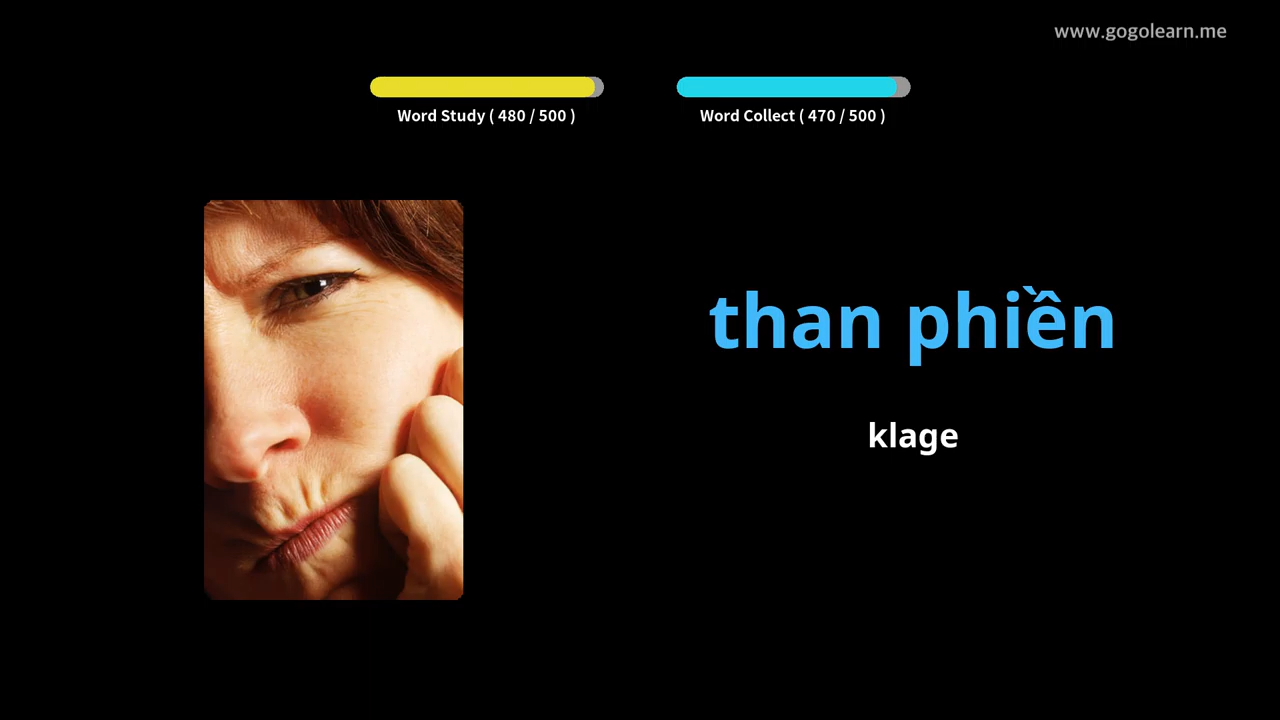 www.gogolearn.me
Word Study ( 480 / 500 )
Word Collect ( 470 / 500 )
than phiền
klage